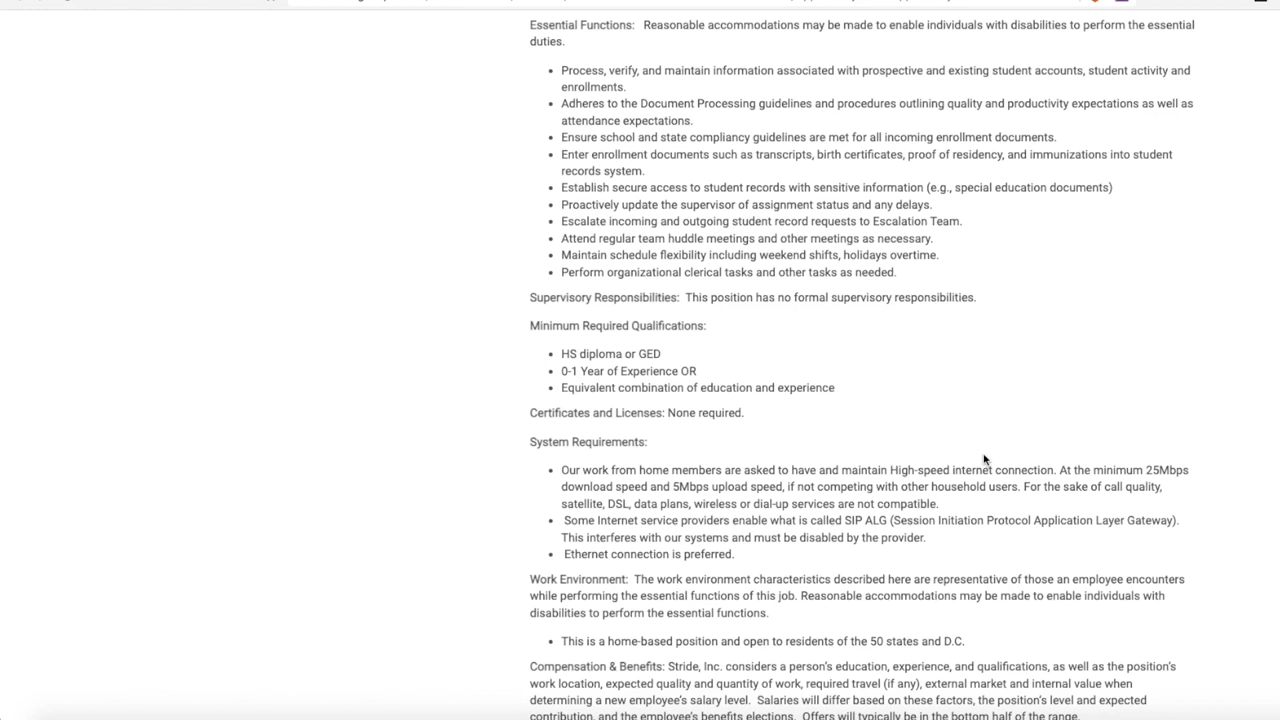 Essential Functions:   Reasonable accommodations may be made to enable individuals with disabilities to perform the essential
duties.
• Process, verify, and maintain information associated with prospective and existing student accounts, student activity and
enrollments.
• Adheres to the Document Processing guidelines and procedures outlining quality and productivity expectations as well as
attendance expectations.
• Ensure school and state compliancy guidelines are met for all incoming enrollment documents.
• Enter enrollment documents such as transcripts, birth certificates, proof of residency, and immunizations into student
records system.
• Establish secure access to student records with sensitive information (e.g., special education documents)
• Proactively update the supervisor of assignment status and any delays.
• Escalate incoming and outgoing student record requests to Escalation Team.
• Attend regular team huddle meetings and other meetings as necessary.
• Maintain schedule flexibility including weekend shifts, holidays overtime.
• Perform organizational clerical tasks and other tasks as needed.
Supervisory Responsibilities:  This position has no formal supervisory responsibilities.
Minimum Required Qualifications:
• HS diploma or GED
• 0-1 Year of Experience OR
• Equivalent combination of education and experience
Certificates and Licenses: None required.
System Requirements:
• Our work from home members are asked to have and maintain High-speed internet connection. At the minimum 25Mbps
download speed and 5Mbps upload speed, if not competing with other household users. For the sake of call quality,
satellite, DSL, data plans, wireless or dial-up services are not compatible.
• Some Internet service providers enable what is called SIP ALG (Session Initiation Protocol Application Layer Gateway).
This interferes with our systems and must be disabled by the provider.
• Ethernet connection is preferred.
Work Environment:  The work environment characteristics described here are representative of those an employee encounters
while performing the essential functions of this job. Reasonable accommodations may be made to enable individuals with
disabilities to perform the essential functions.
• This is a home-based position and open to residents of the 50 states and D.C.
Compensation & Benefits: Stride, Inc. considers a person's education, experience, and qualifications, as well as the position's
work location, expected quality and quantity of work, required travel (if any), external market and internal value when
determining a new employee's salary level.  Salaries will differ based on these factors, the position's level and expected
contribution, and the employee's benefits elections.  Offers will typically be in the bottom half of the range.